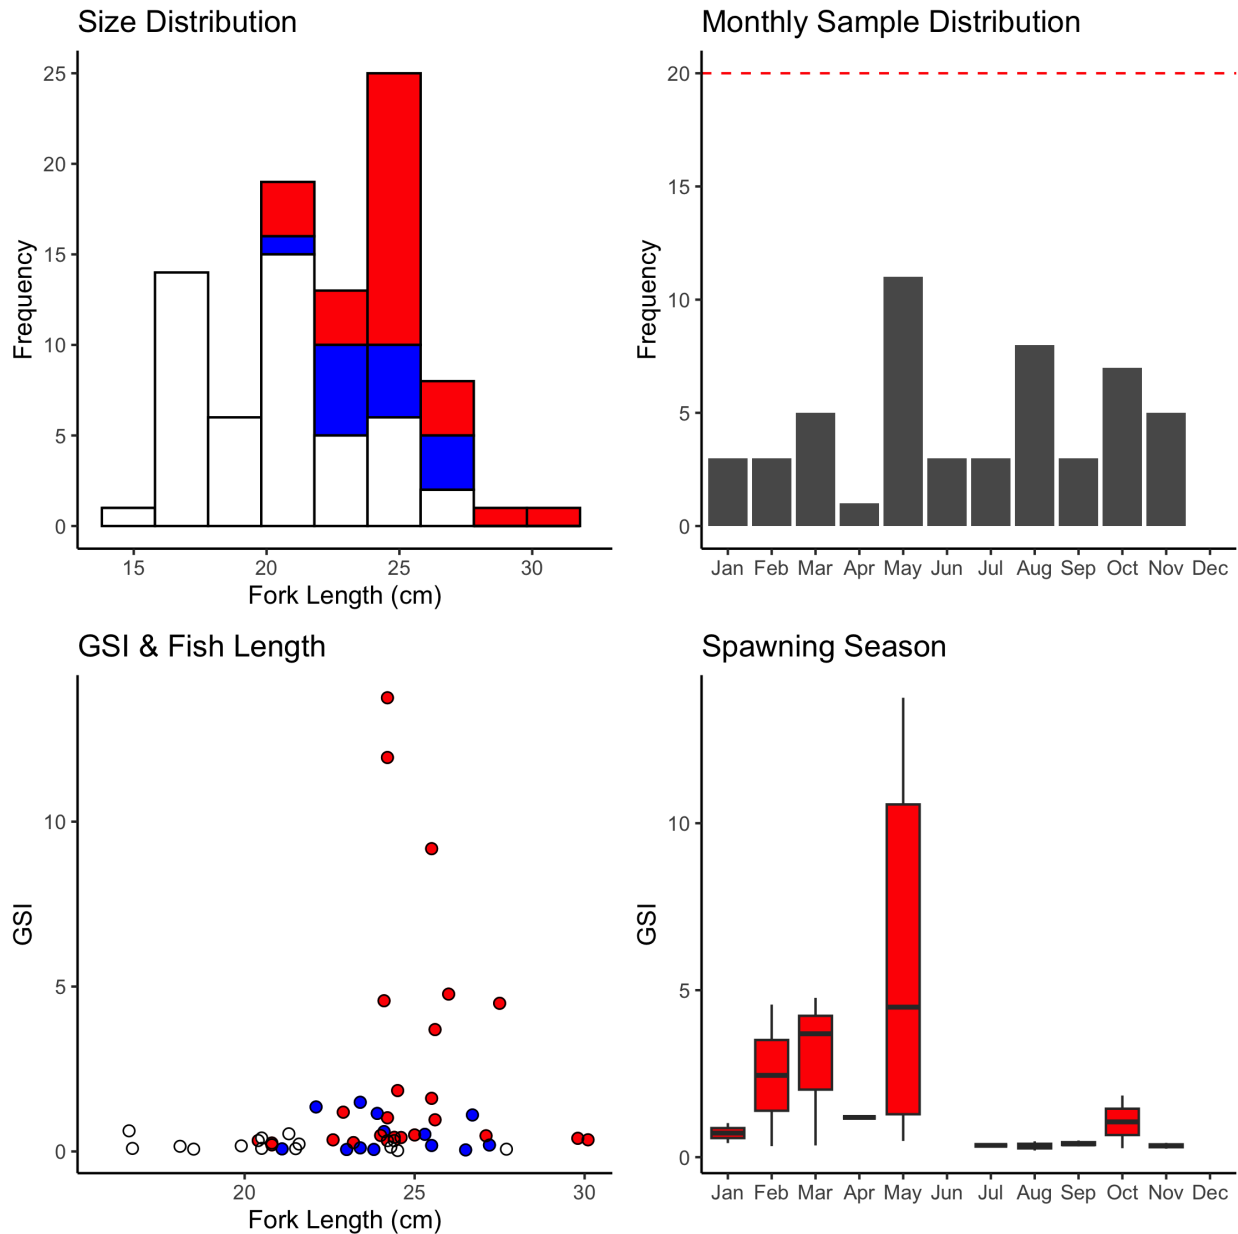 Size Distribution
Frequency
25
20
15
10
5
0
15 20 25 30
Fork Length (cm)
Monthly Sample Distribution
Frequency
20
15
10
5
0
Jan Feb Mar Apr May Jun Jul Aug Sep Oct Nov Dec
GSI & Fish Length
GSI
10
5
0
20 25 30
Fork Length (cm)
Spawning Season
GSI
10
5
0
Jan Feb Mar Apr May Jun Jul Aug Sep Oct Nov Dec